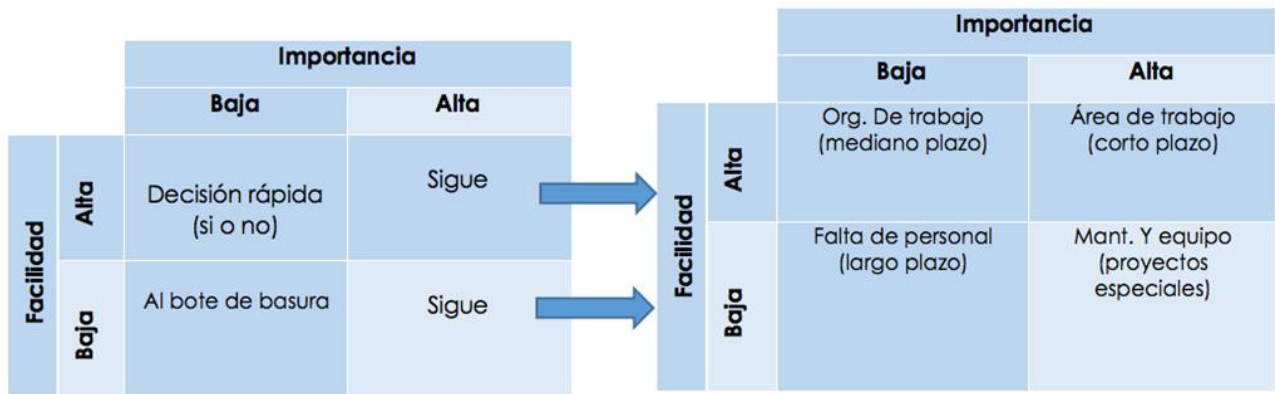 Importancia
Baja
Alta
Facilidad
Alta
Decisión rápida
(si o no)
Sigue
Baja
Al bote de basura
Sigue
Importancia
Baja
Alta
Facilidad
Alta
Org. De trabajo
(mediano plazo)
Área de trabajo
(corto plazo)
Baja
Falta de personal
(largo plazo)
Mant. Y equipo
(proyectos
especiales)